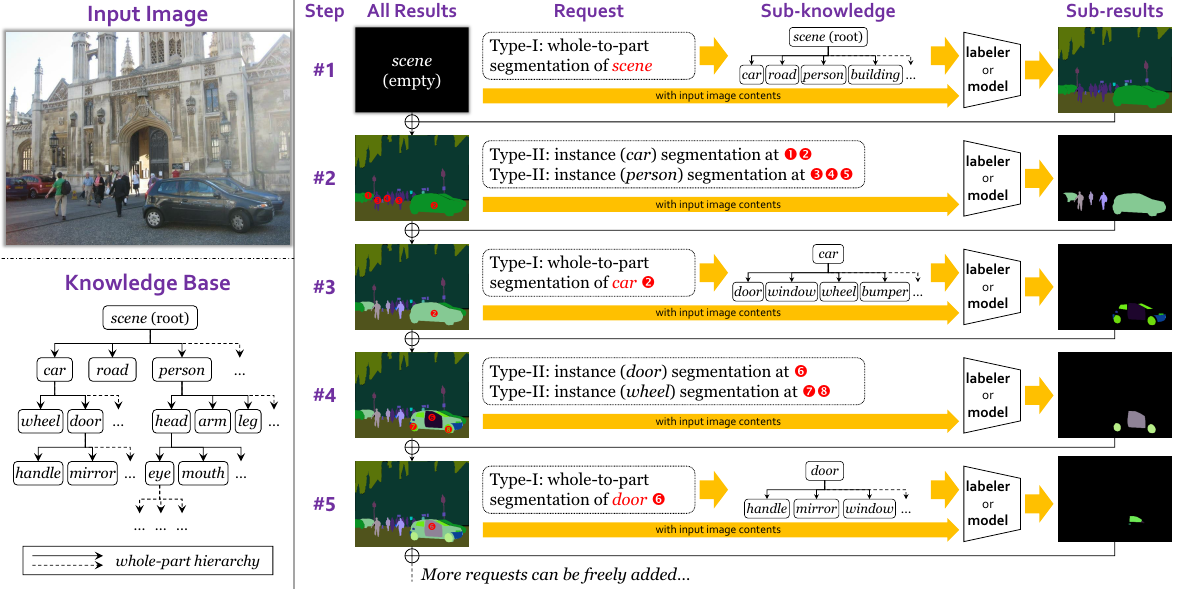 Input Image
Knowledge Base
scene (root)
car
road
person
...
wheel
door
...
head
arm
leg
...
handle
mirror
...
eye
mouth
...
... ... ...
whole-part hierarchy
Step
All Results
Request
Sub-knowledge
Sub-results
#1
scene
(empty)
Type-I: whole-to-part
segmentation of scene
scene (root)
car
road
person
building
...
with input image contents
labeler
or
model
#2
Type-II: instance (car) segmentation at ❶❷
Type-II: instance (person) segmentation at ❸❹❺
with input image contents
labeler
or
model
#3
❷
Type-I: whole-to-part
segmentation of car ❷
car
door
window
wheel
bumper
...
with input image contents
labeler
or
model
#4
Type-II: instance (door) segmentation at ❻
Type-II: instance (wheel) segmentation at ❼❽
with input image contents
labeler
or
model
#5
❻
Type-I: whole-to-part
segmentation of door ❻
door
handle
mirror
window
...
with input image contents
labeler
or
model
More requests can be freely added...